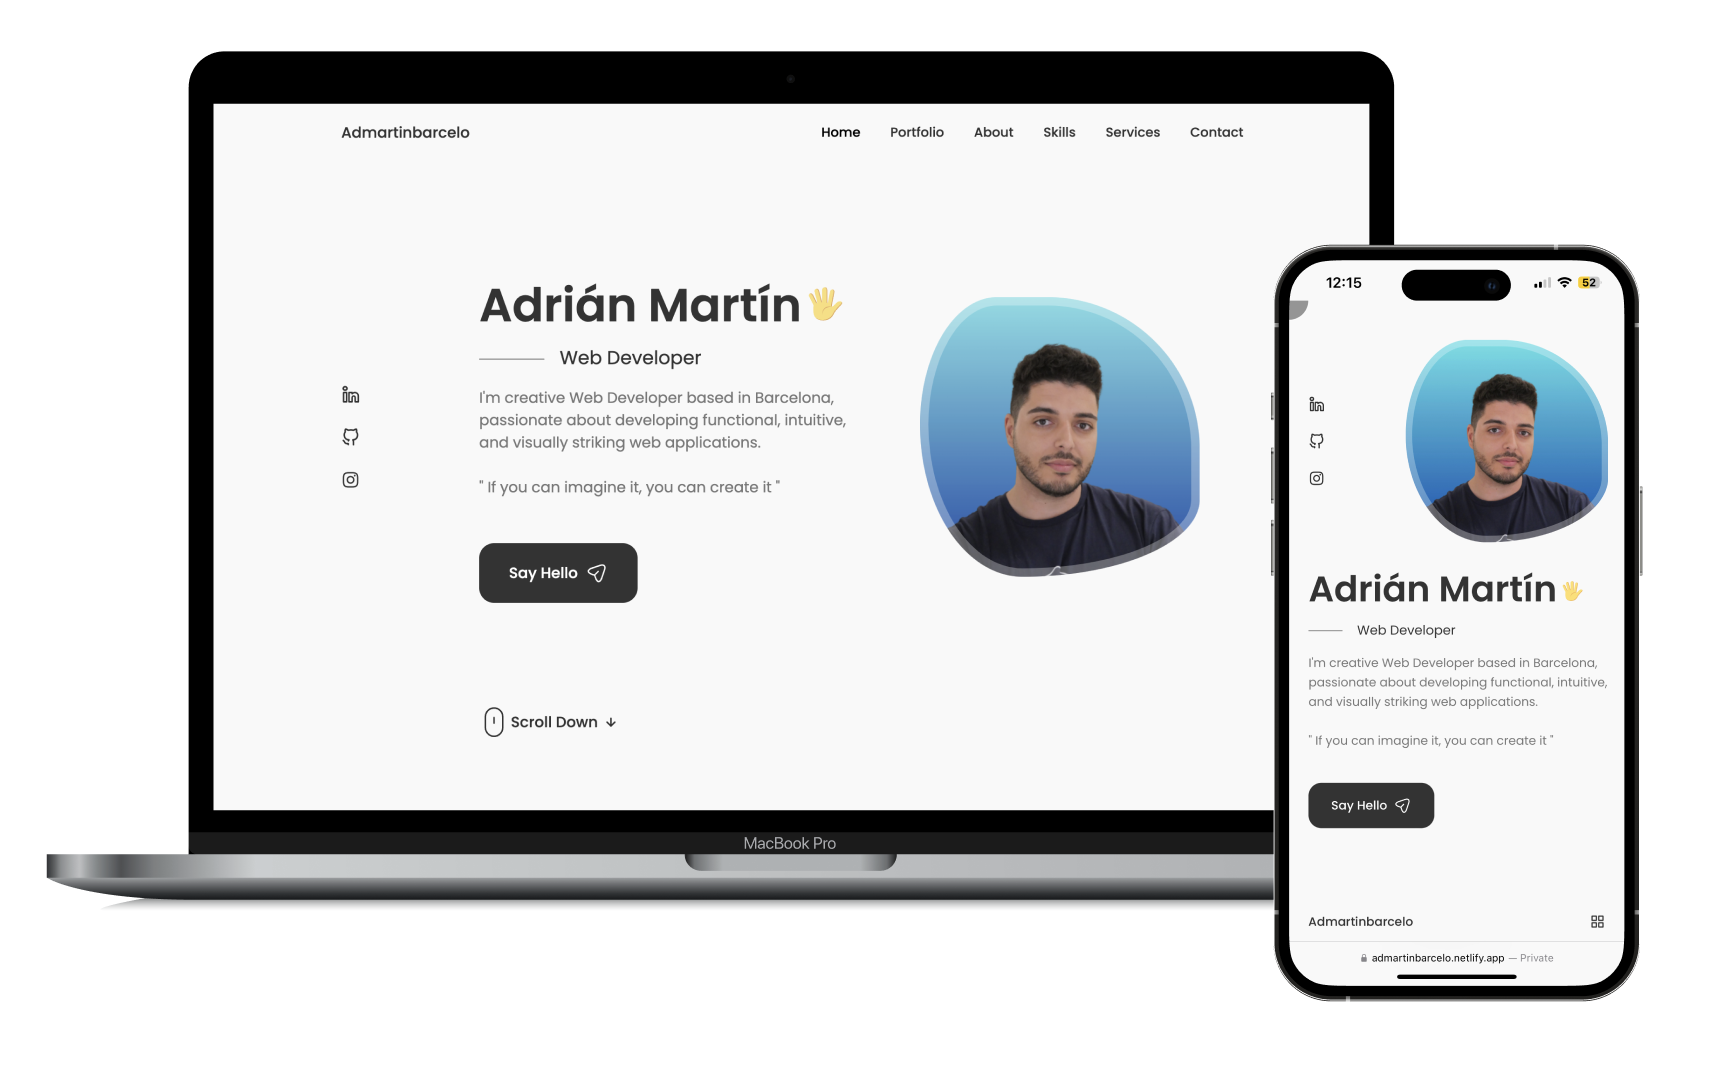 Admartinbarcelo
Home Portfolio About Skills Services Contact
Adrián Martín👋
Web Developer
I'm creative Web Developer based in Barcelona,
passionate about developing functional, intuitive,
and visually striking web applications.
" If you can imagine it, you can create it "
Say Hello
Scroll Down ↓
MacBook Pro
12:15
52
Adrián Martín👋
Web Developer
I'm creative Web Developer based in Barcelona,
passionate about developing functional, intuitive,
and visually striking web applications.
" If you can imagine it, you can create it "
Say Hello
Admartinbarcelo
admartinbarcelo.netlify.app — Private